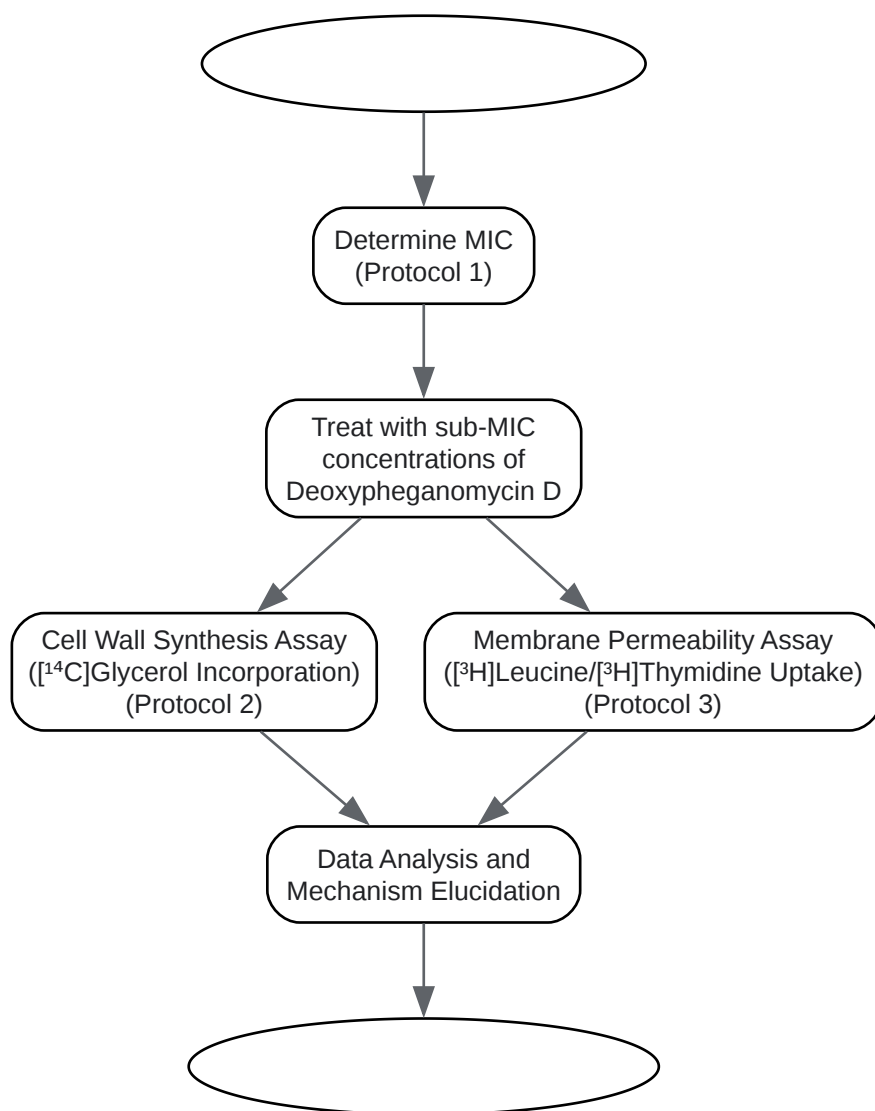 Determine MIC
(Protocol 1)
Treat with sub-MIC
concentrations of
Deoxypheganomycin D
Cell Wall Synthesis Assay
([¹⁴C]Glycerol Incorporation)
(Protocol 2)
Membrane Permeability Assay
([³H]Leucine/[³H]Thymidine Uptake)
(Protocol 3)
Data Analysis and
Mechanism Elucidation